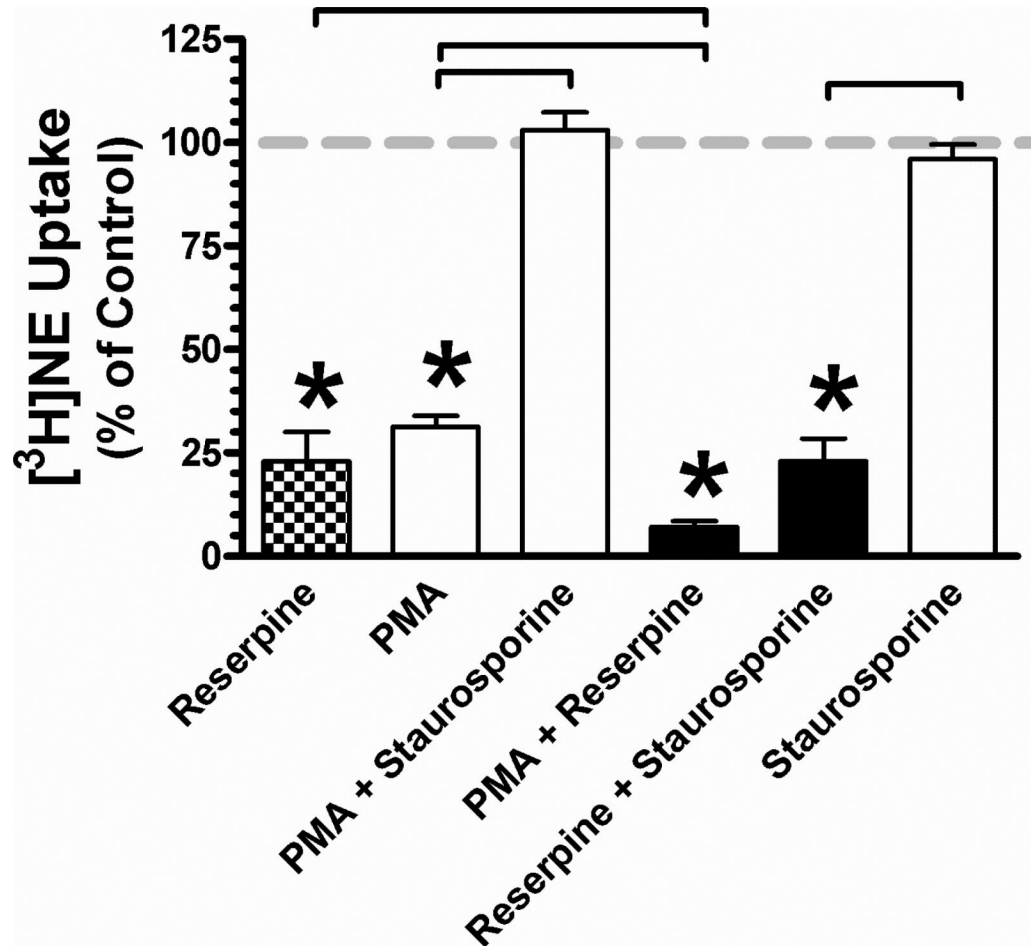 [³H]NE Uptake
(% of Control)
125
100
75
50
25
0
*
*
*
*
Reserpine
PMA
PMA + Staurosporine
PMA + Reserpine
Reserpine + Staurosporine
Staurosporine